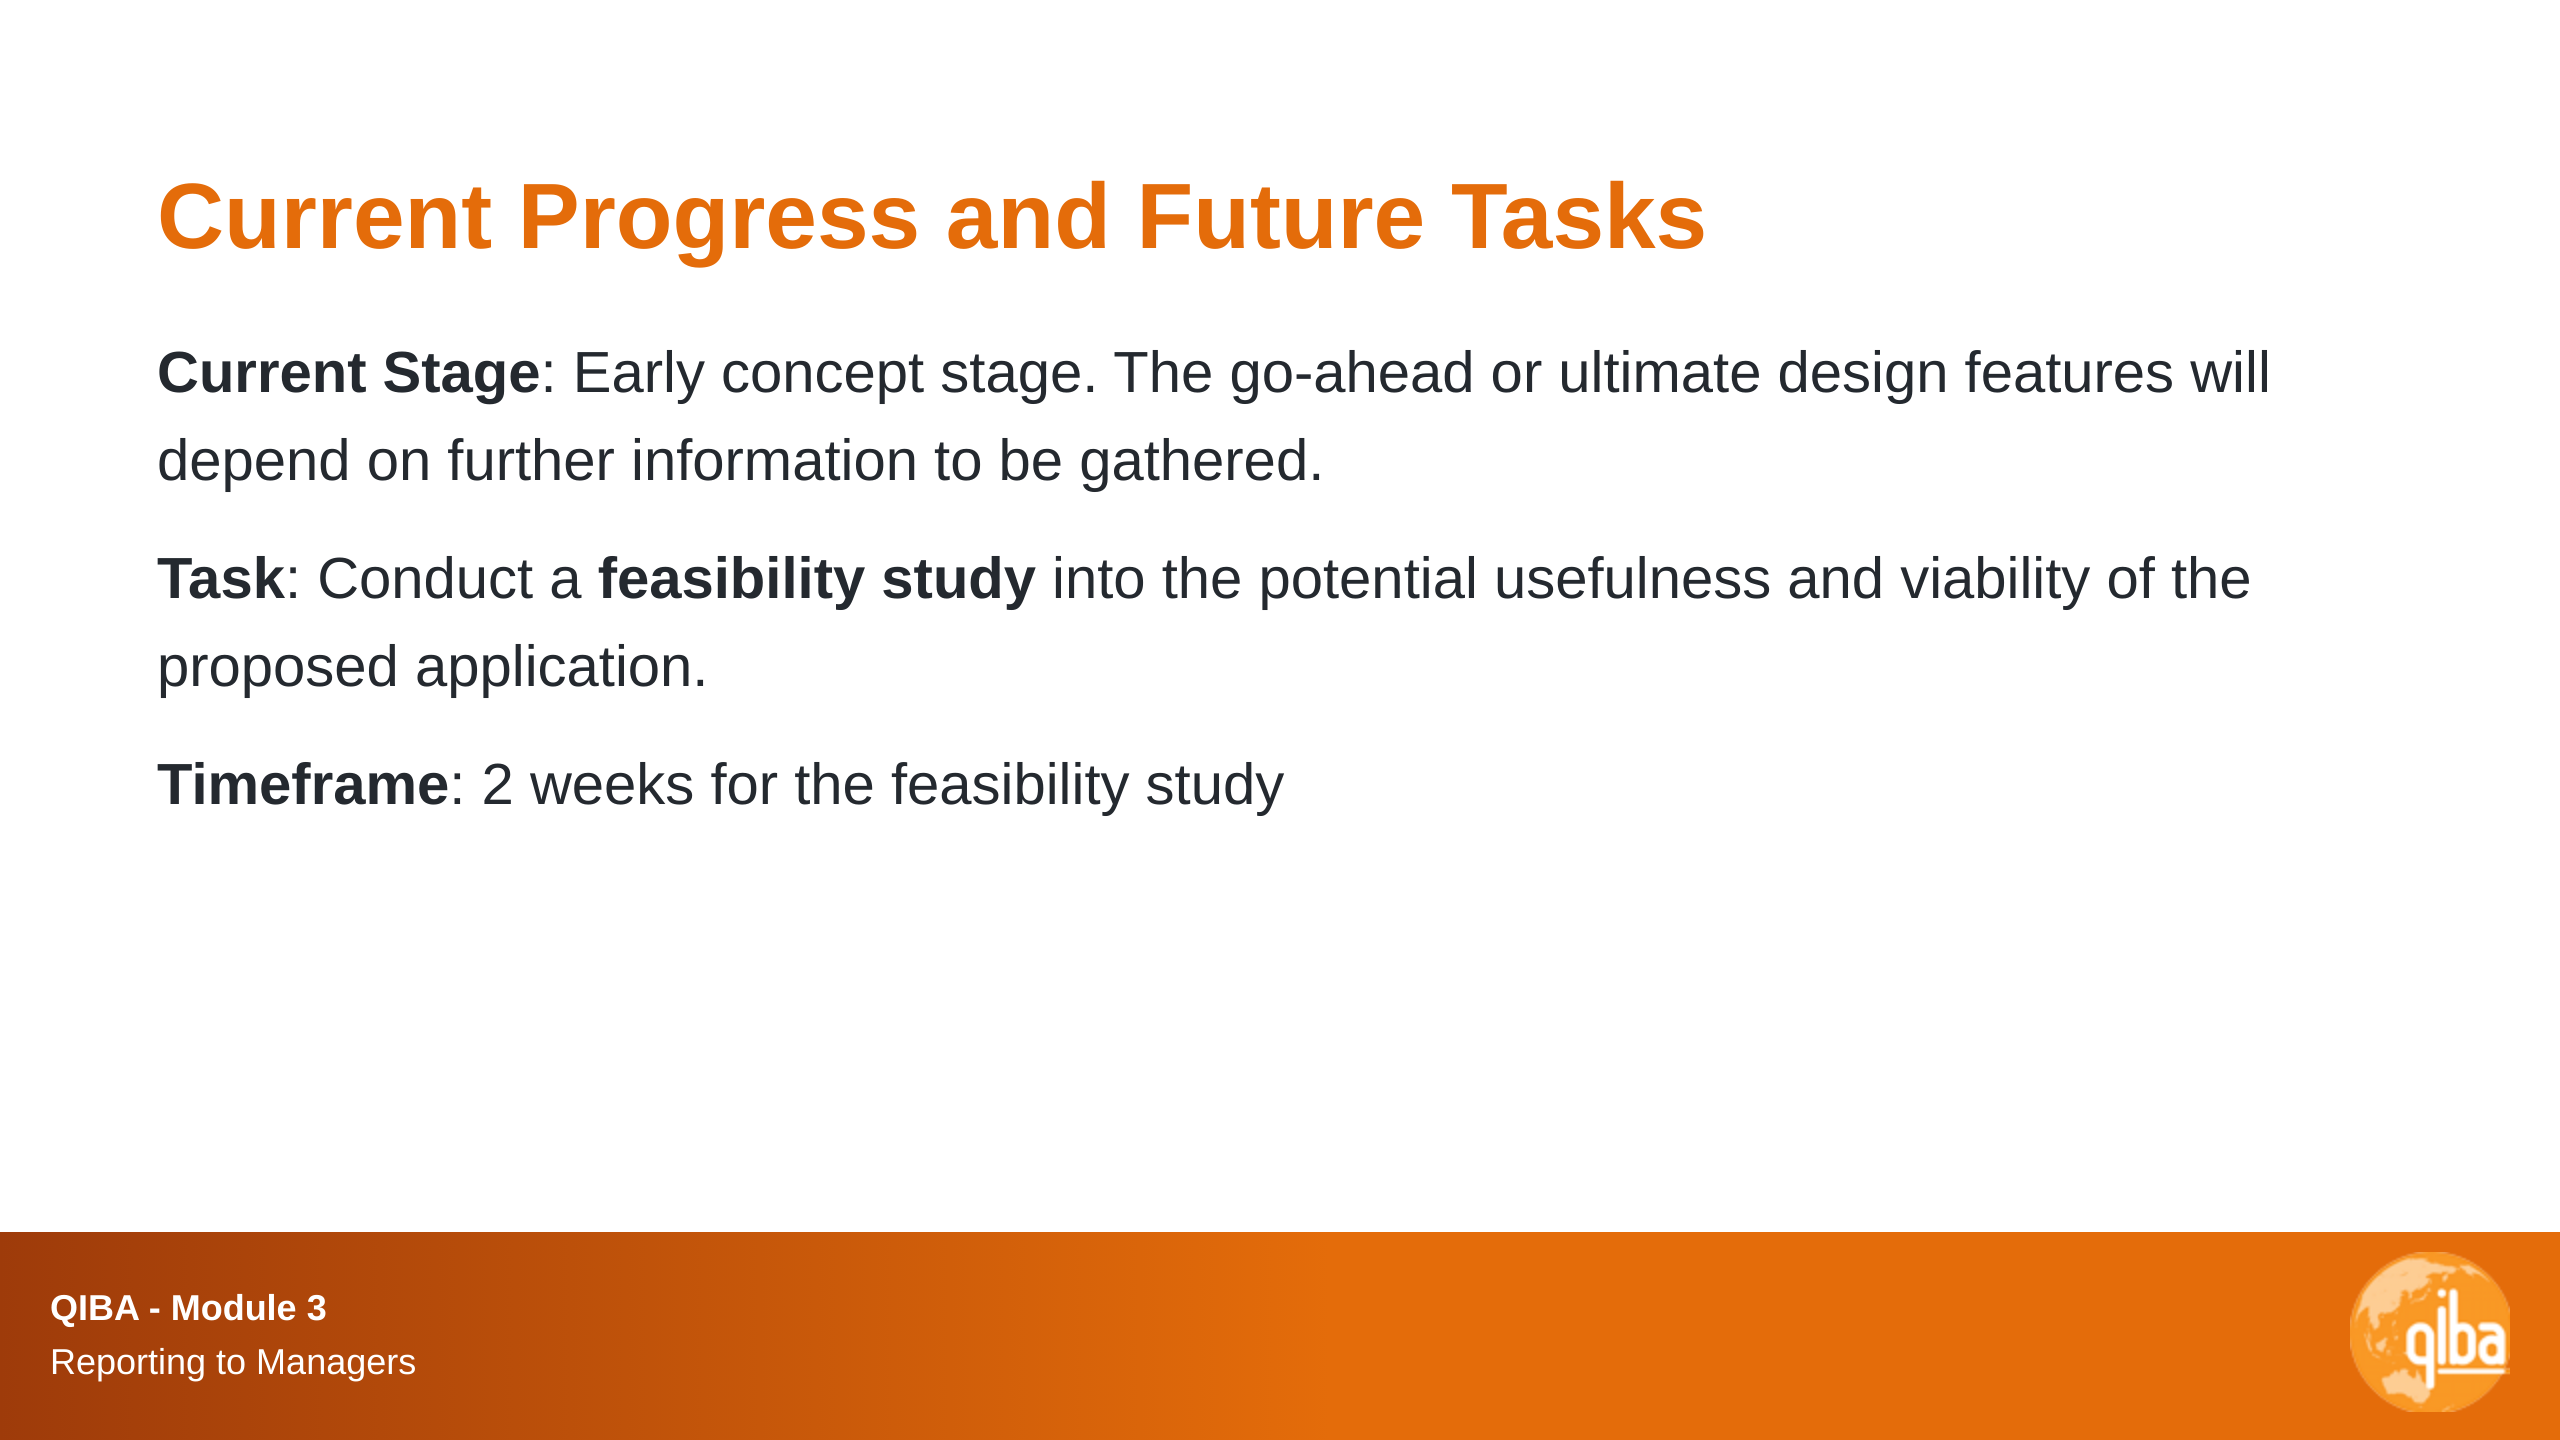 Current Progress and Future Tasks
Current Stage: Early concept stage. The go-ahead or ultimate design features will
depend on further information to be gathered.
Task: Conduct a feasibility study into the potential usefulness and viability of the
proposed application.
Timeframe: 2 weeks for the feasibility study
QIBA - Module 3
Reporting to Managers
qiba